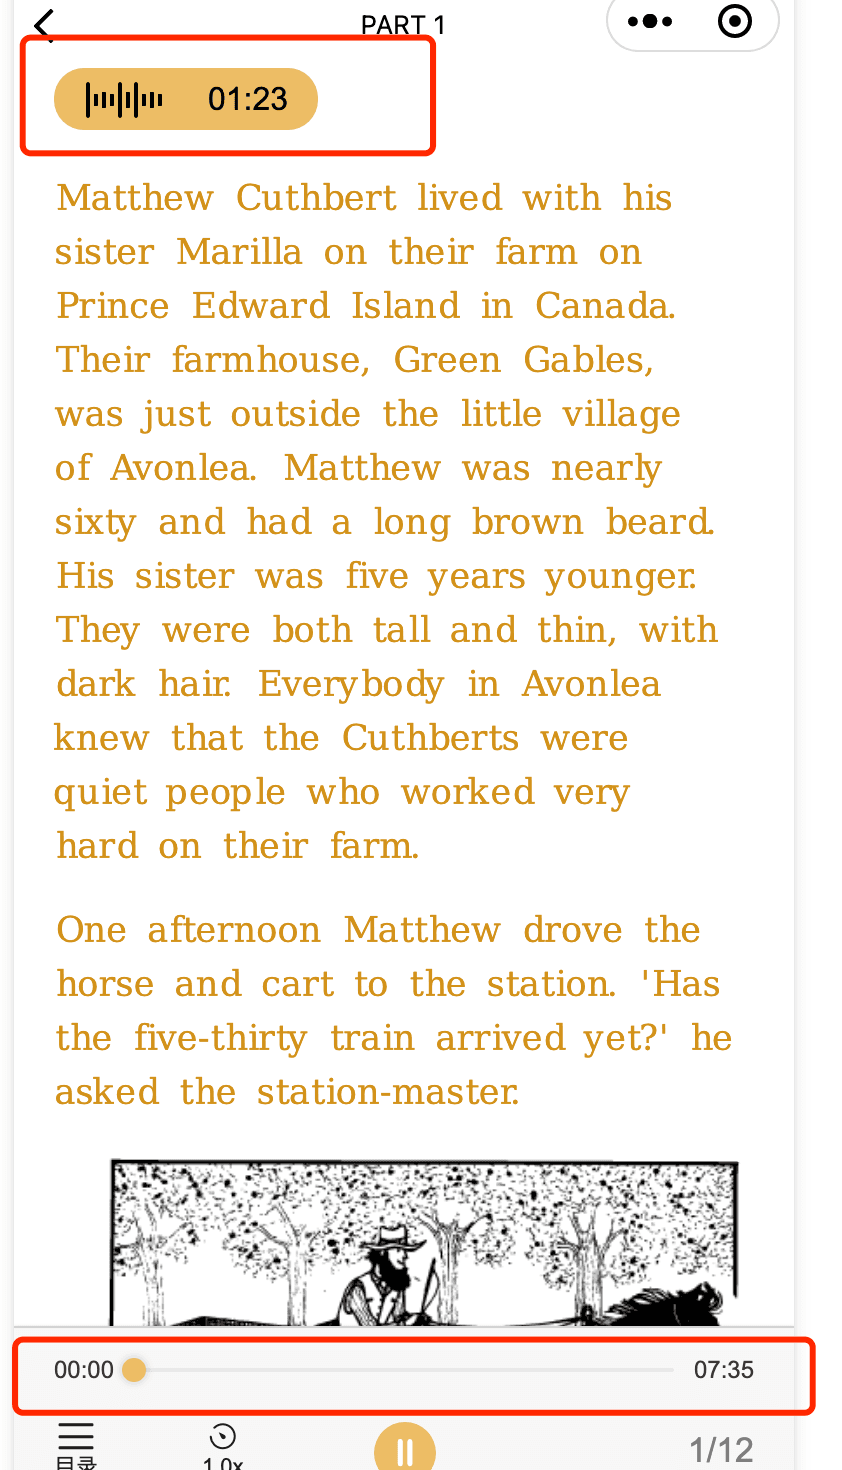 PART 1
01:23
Matthew Cuthbert lived with his
sister Marilla on their farm on
Prince Edward Island in Canada.
Their farmhouse, Green Gables,
was just outside the little village
of Avonlea. Matthew was nearly
sixty and had a long brown beard.
His sister was five years younger.
They were both tall and thin, with
dark hair. Everybody in Avonlea
knew that the Cuthberts were
quiet people who worked very
hard on their farm.
One afternoon Matthew drove the
horse and cart to the station. 'Has
the five-thirty train arrived yet?' he
asked the station-master.
00:00 07:35
目录 1.0x 1/12